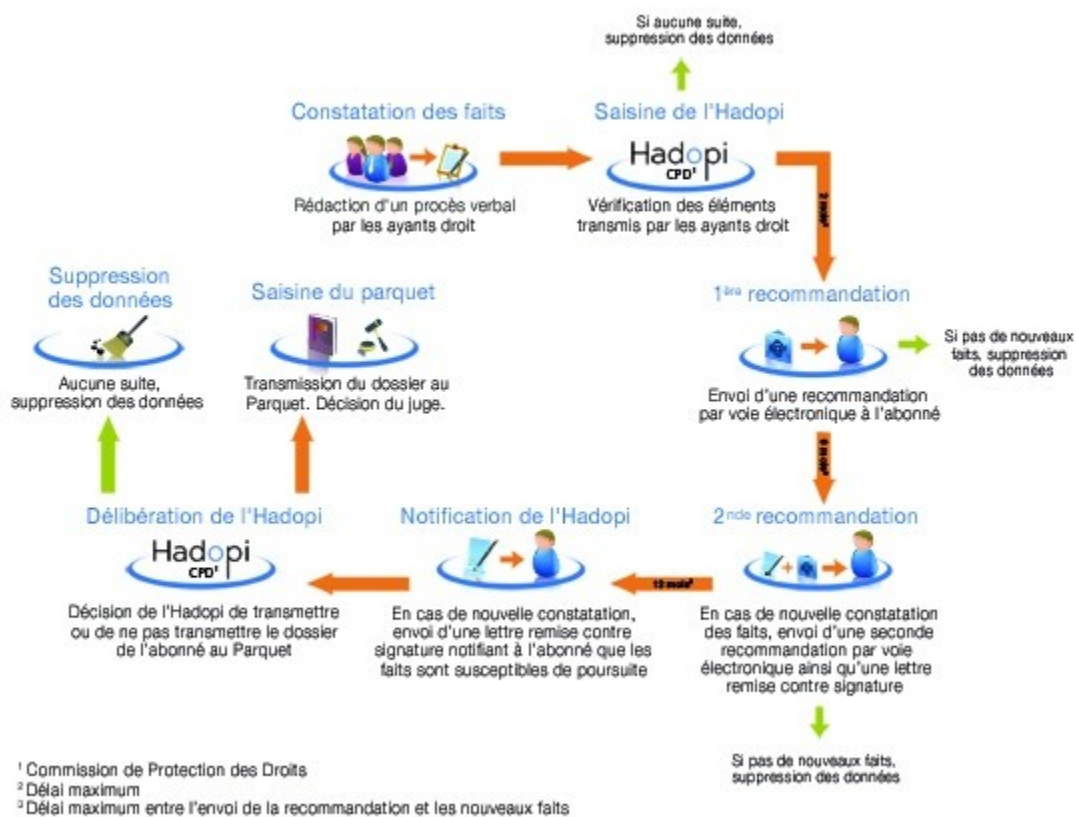 Si aucune suite,
suppression des données
Constatation des faits
Rédaction d'un procès verbal
par les ayants droit
Saisine de l'Hadopi
Hadopi
CPD¹
Vérification des éléments
transmis par les ayants droit
2 mois²
1ère recommandation
Envoi d'une recommandation
par voie électronique à l'abonné
Si pas de nouveaux
faits, suppression
des données
6 mois³
2nde recommandation
En cas de nouvelle constatation
des faits, envoi d'une seconde
recommandation par voie
électronique ainsi qu'une lettre
remise contre signature
Si pas de nouveaux faits,
suppression des données
12 mois³
Notification de l'Hadopi
En cas de nouvelle constatation,
envoi d'une lettre remise contre
signature notifiant à l'abonné que les
faits sont susceptibles de poursuite
Délibération de l'Hadopi
Hadopi
CPD¹
Décision de l'Hadopi de transmettre
ou de ne pas transmettre le dossier
de l'abonné au Parquet
Saisine du parquet
Transmission du dossier au
Parquet. Décision du juge.
Suppression
des données
Aucune suite,
suppression des données
¹ Commission de Protection des Droits
² Délai maximum
³ Délai maximum entre l'envoi de la recommandation et les nouveaux faits